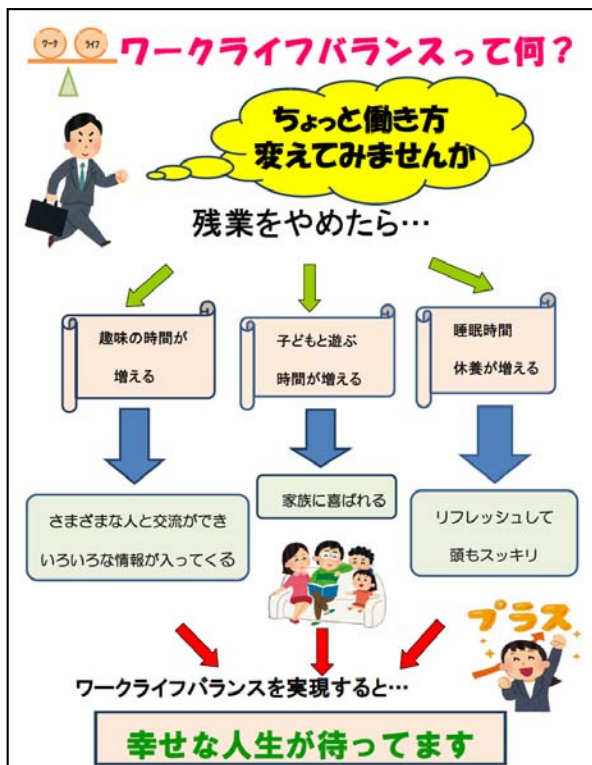 ワーク ライフ
ワークライフバランスって何？
ちょっと働き方
変えてみませんか
残業をやめたら…
趣味の時間が
増える
子どもと遊ぶ
時間が増える
睡眠時間
休養が増える
さまざまな人と交流ができ
いろいろな情報が入ってくる
家族に喜ばれる
リフレッシュして
頭もスッキリ
プラス
ワークライフバランスを実現すると…
幸せな人生が待ってます